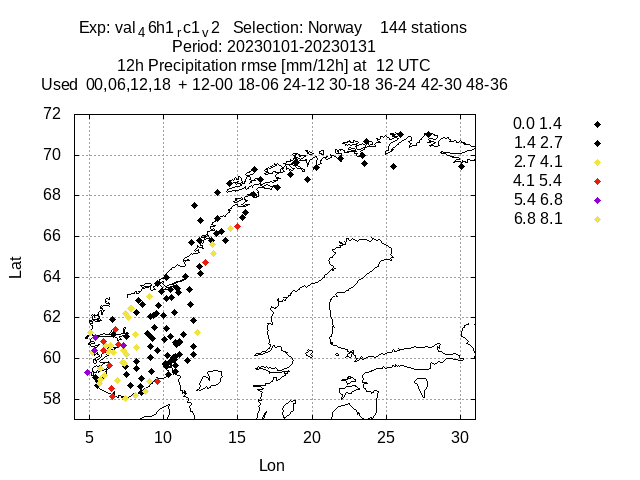 Exp: val4 6h1r c1v 2 Selection: Norway 144 stations
Period: 20230101-20230131
12h Precipitation rmse [mm/12h] at 12 UTC
Used 00,06,12,18 + 12-00 18-06 24-12 30-18 36-24 42-30 48-36
72
70
68
66
64
62
60
58
Lat
5 10 15 20 25 30
Lon
0.0 1.4
1.4 2.7
2.7 4.1
4.1 5.4
5.4 6.8
6.8 8.1